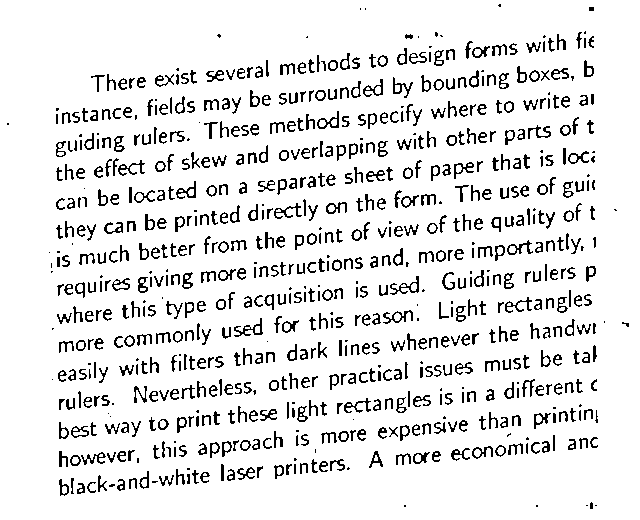 There exist several methods to design forms with fie
instance, fields may be surrounded by bounding boxes, b
guiding rulers. These methods specify where to write a
the effect of skew and overlapping with other parts of t
can be located on a separate sheet of paper that is loca
they can be printed directly on the form. The use of guid
is much better from the point of view of the quality of t
requires giving more instructions and, more importantly,
where this type of acquisition is used. Guiding rulers p
more commonly used for this reason. Light rectangles
easily with filters than dark lines whenever the handwr
rulers. Nevertheless, other practical issues must be tak
best way to print these light rectangles is in a different c
however, this approach is more expensive than printing
black-and-white laser printers. A more economical and